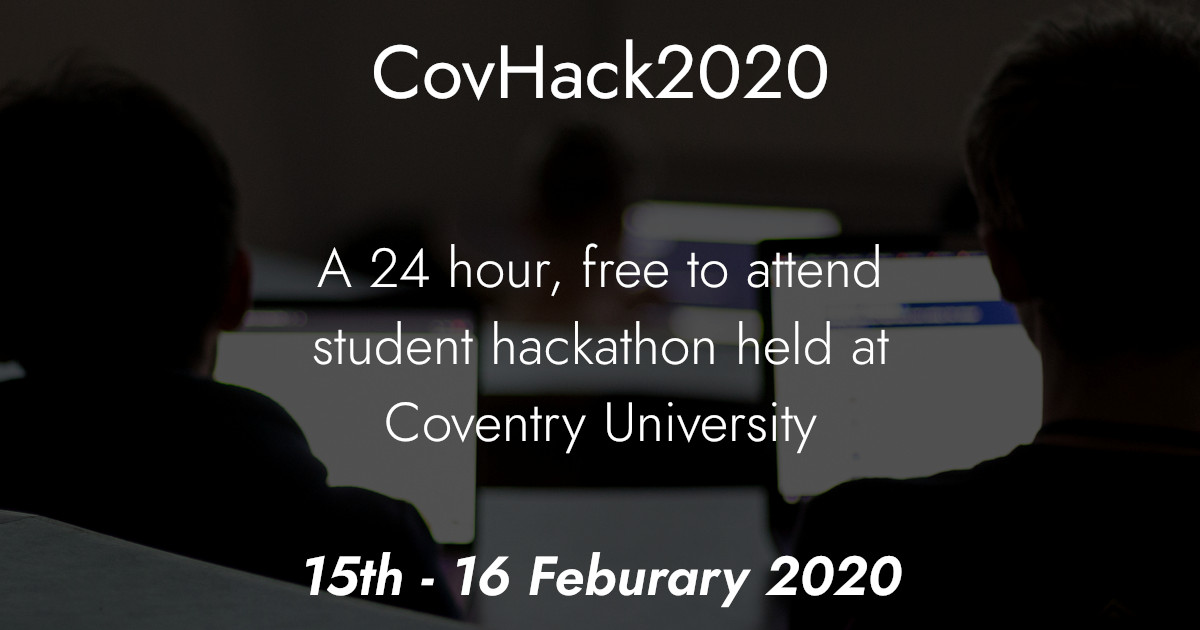 CovHack2020
A 24 hour, free to attend
student hackathon held at
Coventry University
15th - 16 Feburary 2020